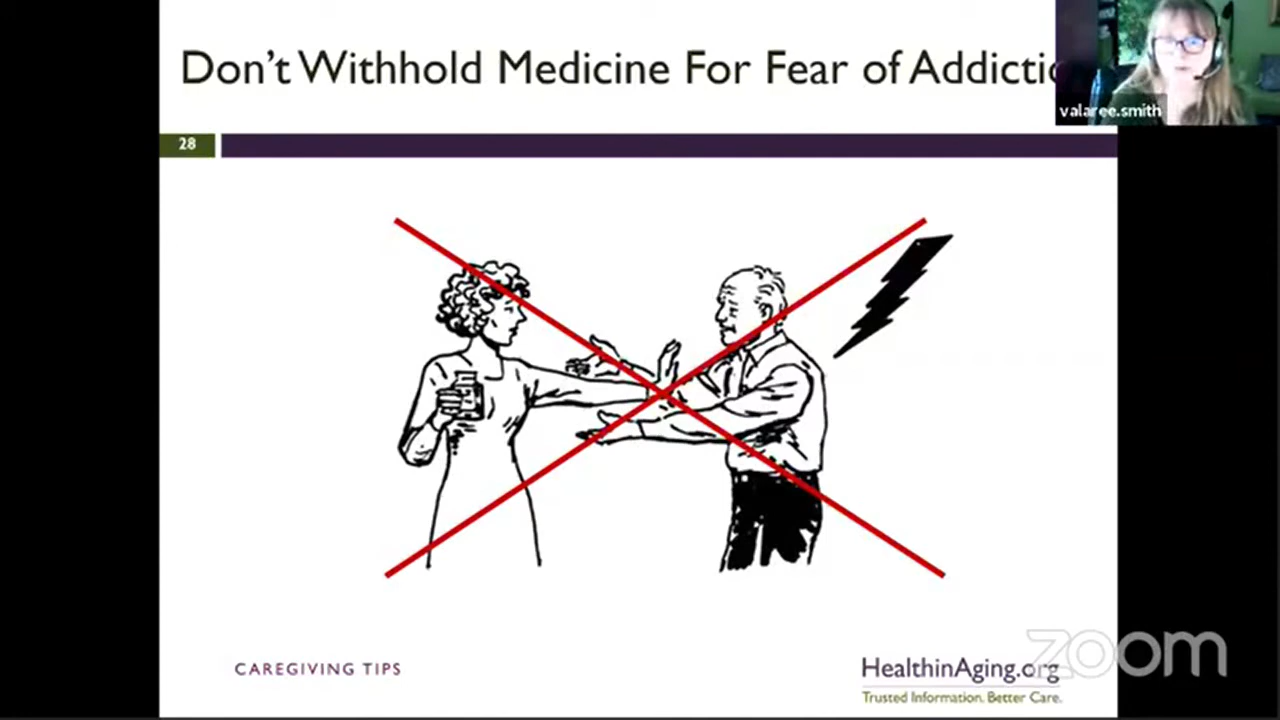 Don't Withhold Medicine For Fear of Addictio
valaree.smith
28
CAREGIVING TIPS
HealthinAging.org
Trusted Information. Better Care.
zoom